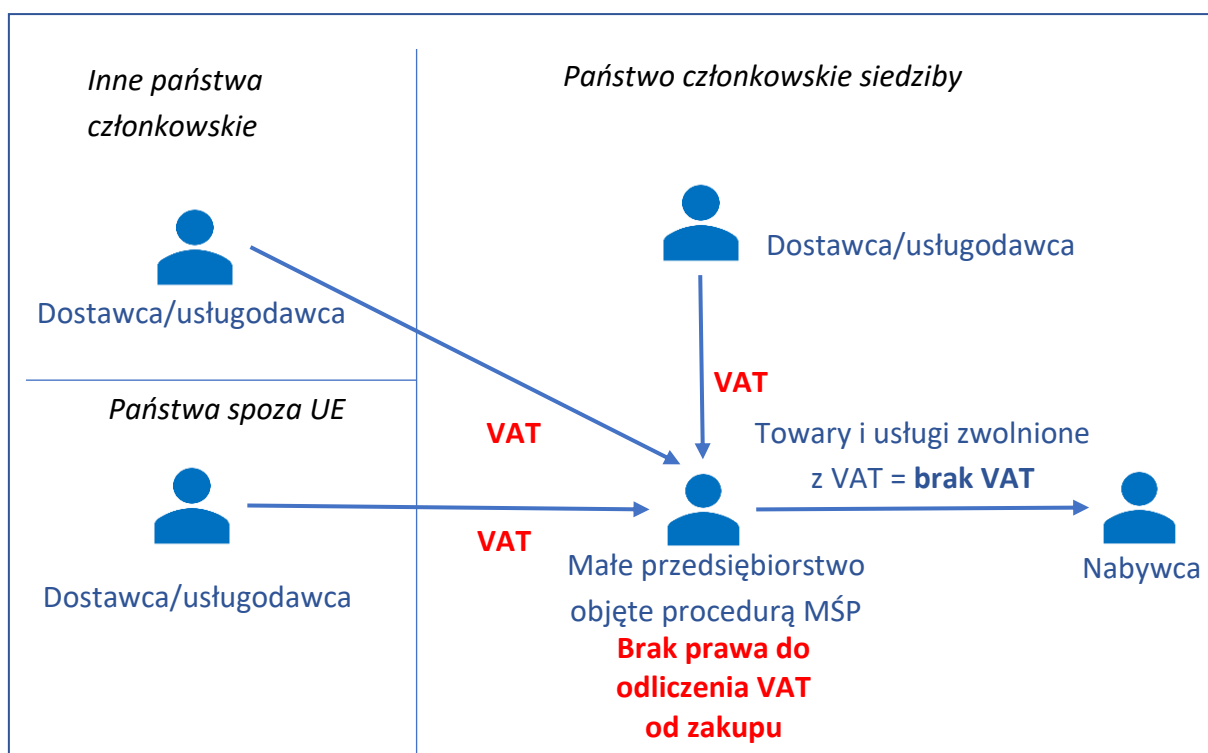 Inne państwa
członkowskie
Państwo członkowskie siedziby
Dostawca/usługodawca
Dostawca/usługodawca
VAT
Państwa spoza UE
VAT
Towary i usługi zwolnione
z VAT = brak VAT
VAT
Dostawca/usługodawca
Małe przedsiębiorstwo
objęte procedurą MŚP
Brak prawa do
odliczenia VAT
od zakupu
Nabywca